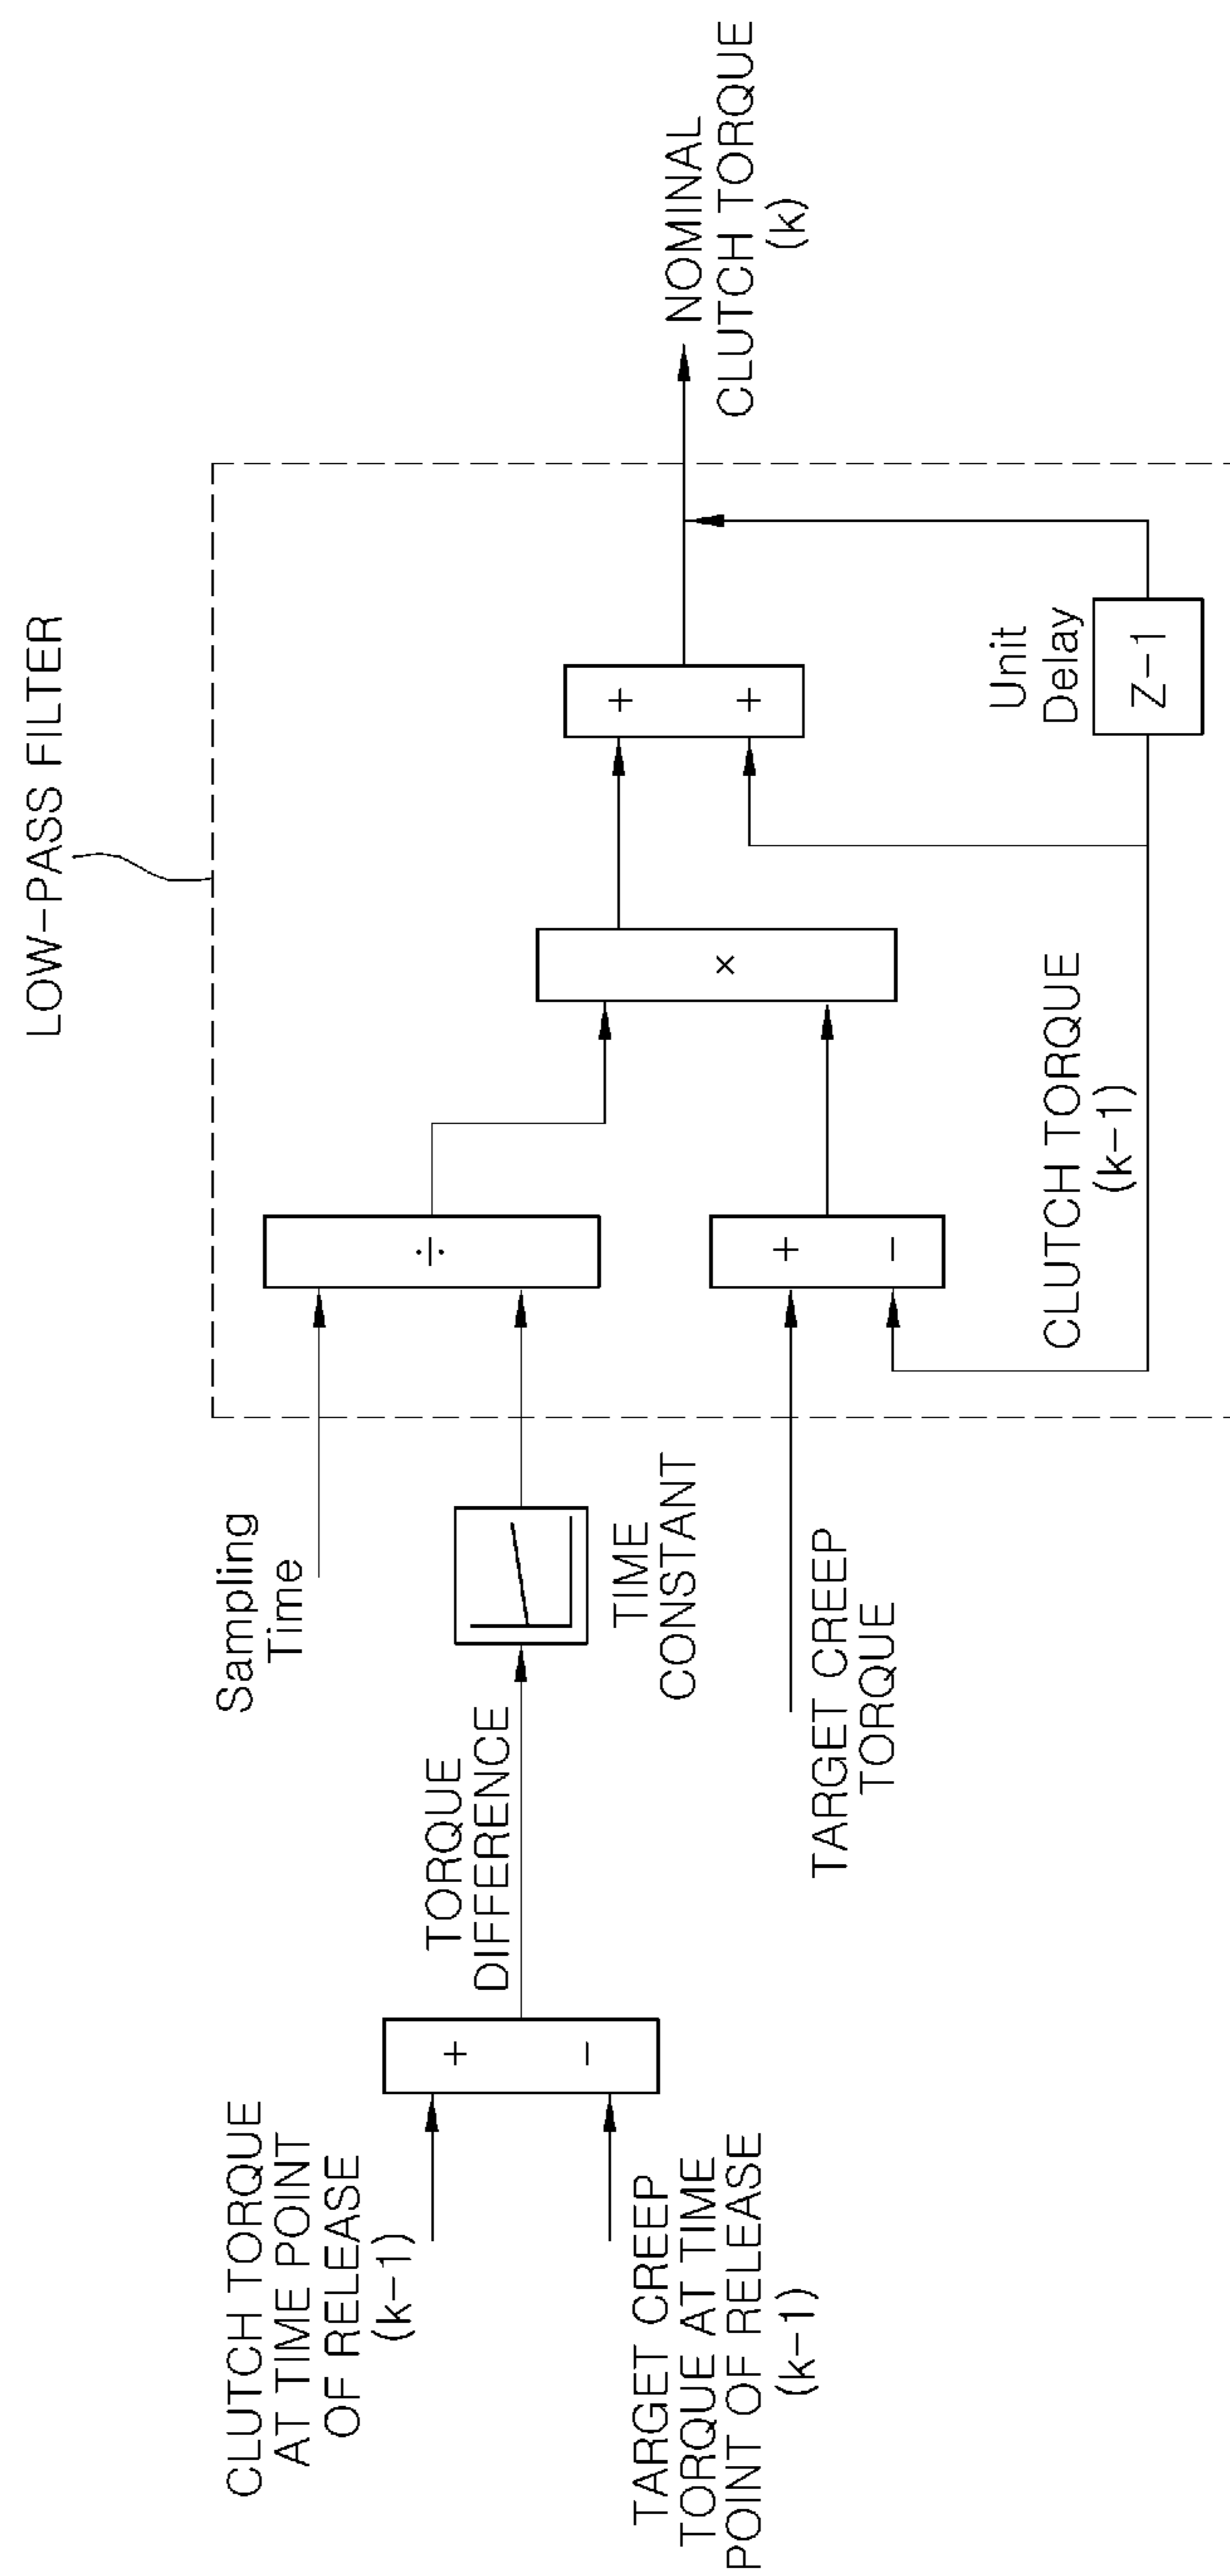 LOW-PASS FILTER
Sampling
Time
CLUTCH TORQUE
AT TIME POINT
OF RELEASE
(k-1)
+
-
TORQUE
DIFFERENCE
TARGET CREEP
TORQUE AT TIME
POINT OF RELEASE
(k-1)
TIME
CONSTANT
÷
TARGET CREEP
TORQUE
+
-
×
+
+
CLUTCH TORQUE
(k-1)
Unit
Delay
Z-1
NOMINAL
CLUTCH TORQUE
(k)